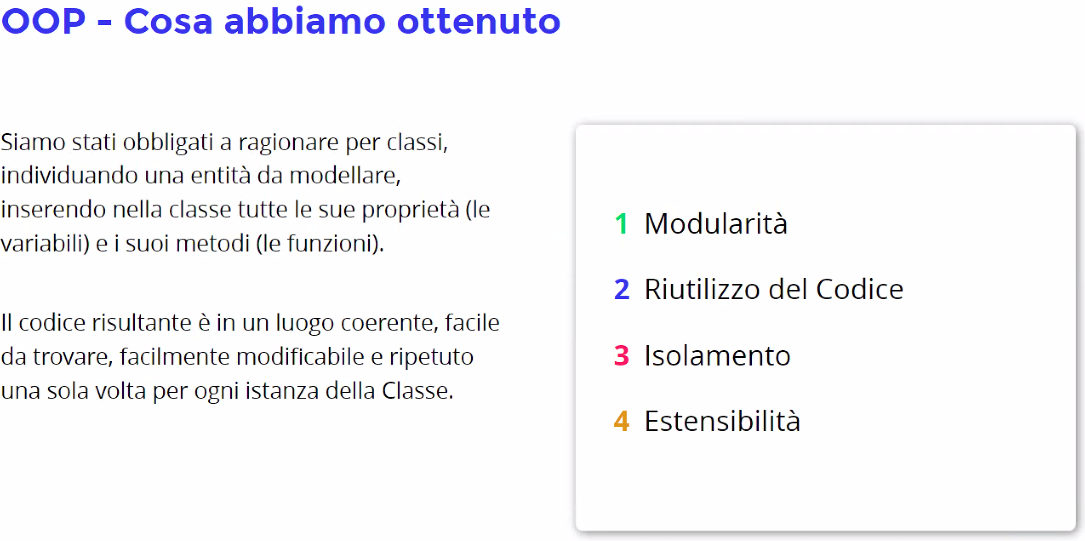 OOP - Cosa abbiamo ottenuto
Siamo stati obbligati a ragionare per classi,
individuando una entità da modellare,
inserendo nella classe tutte le sue proprietà (le
variabili) e i suoi metodi (le funzioni).
Il codice risultante è in un luogo coerente, facile
da trovare, facilmente modificabile e ripetuto
una sola volta per ogni istanza della Classe.
1 Modularità
2 Riutilizzo del Codice
3 Isolamento
4 Estensibilità